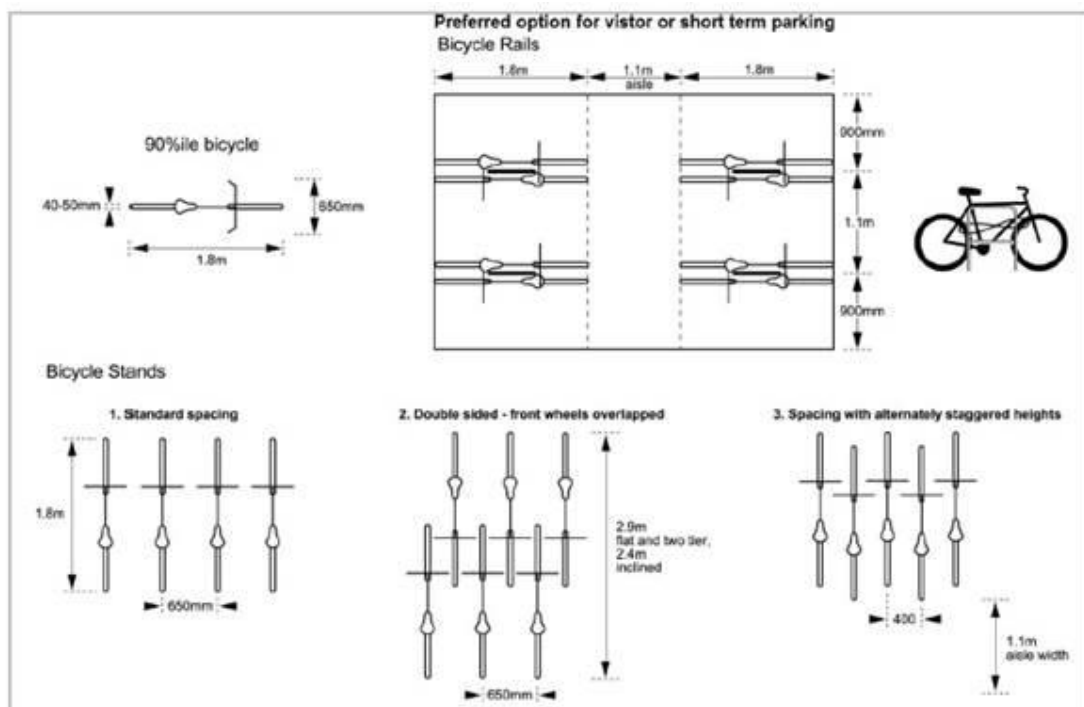 Preferred option for vistor or short term parking
Bicycle Rails
1.8m
1.1m
aisle
1.8m
900mm
1.1m
900mm
90%ile bicycle
40-50mm
650mm
1.8m
Bicycle Stands
1. Standard spacing
1.8m
650mm
2. Double sided - front wheels overlapped
2.9m
flat and two tier,
2.4m
inclined
650mm
3. Spacing with alternately staggered heights
400
1.1m
aisle width